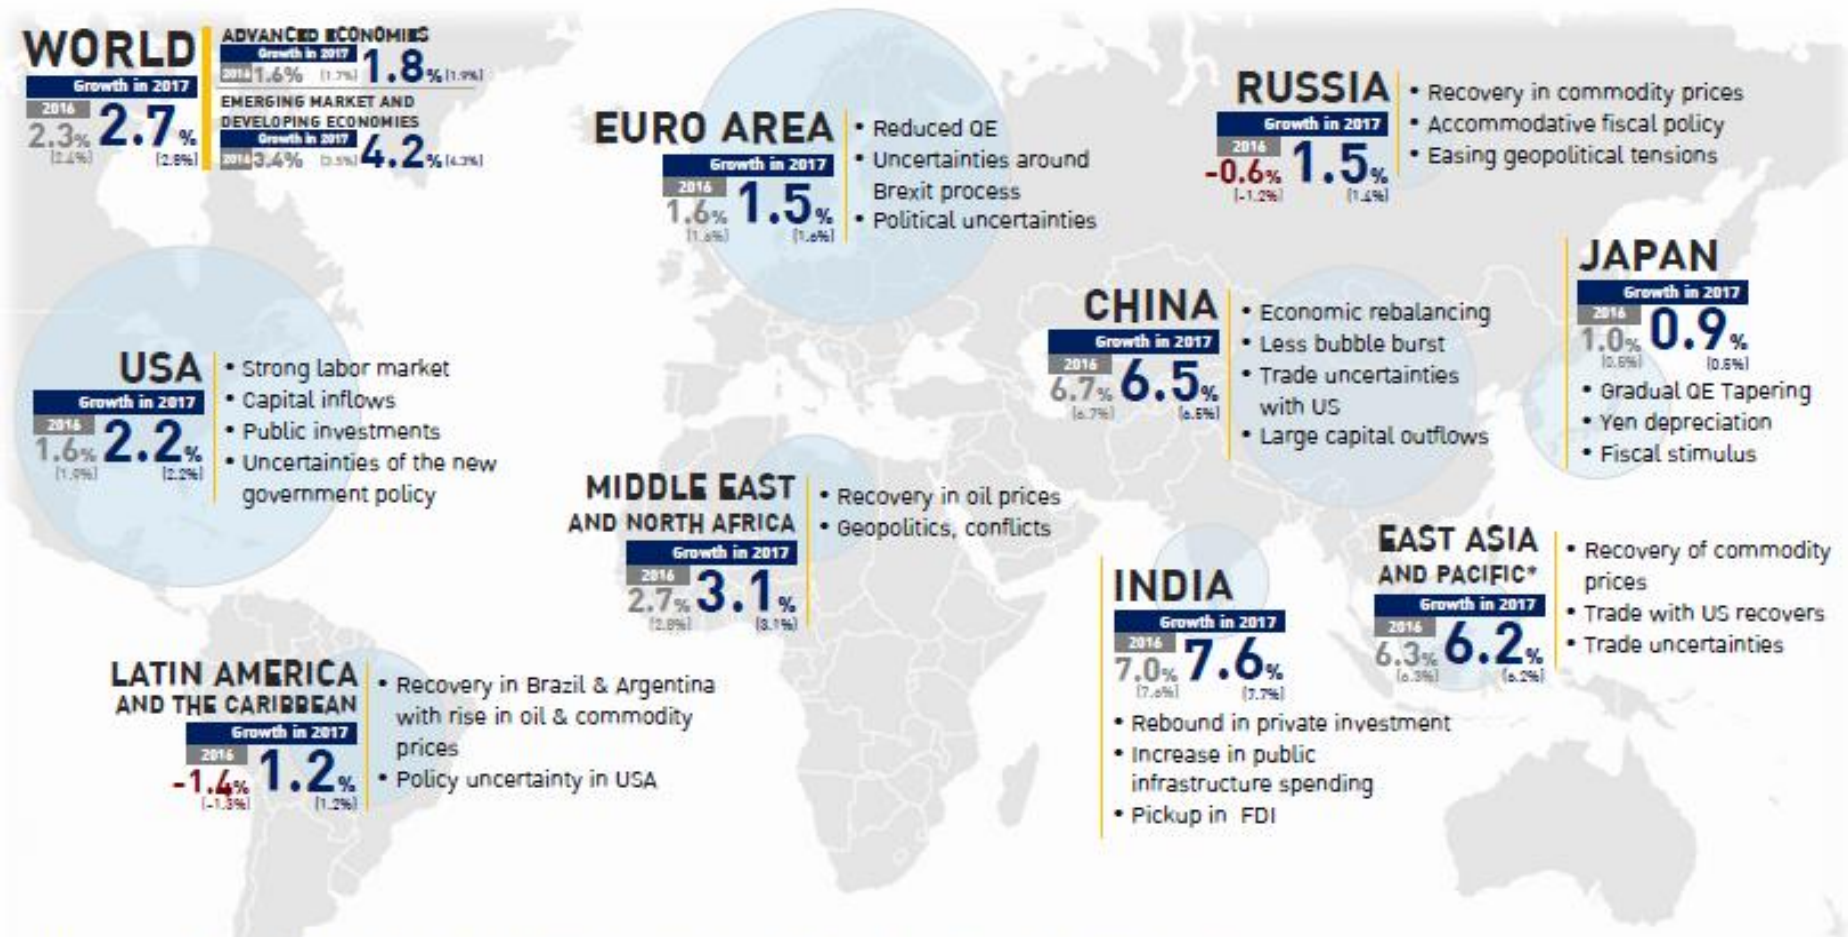 WORLD
Growth in 2017
2016
2.3% 2.7%
(2.4%) (2.8%)
ADVANCED ECONOMIES
Growth in 2017
2016 1.6% (1.7%) 1.8% (1.9%)
EMERGING MARKET AND
DEVELOPING ECONOMIES
Growth in 2017
2016 3.4% (3.5%) 4.2% (4.3%)
EURO AREA
Growth in 2017
2016
1.6% 1.5%
(1.6%) (1.6%)
• Reduced QE
• Uncertainties around
Brexit process
• Political uncertainties
RUSSIA
Growth in 2017
2016
-0.6% 1.5%
(-1.2%) (1.4%)
• Recovery in commodity prices
• Accommodative fiscal policy
• Easing geopolitical tensions
JAPAN
Growth in 2017
2016
1.0% 0.9%
(0.5%) (0.5%)
• Gradual QE Tapering
• Yen depreciation
• Fiscal stimulus
CHINA
Growth in 2017
2016
6.7% 6.5%
(6.7%) (6.5%)
• Economic rebalancing
• Less bubble burst
• Trade uncertainties
with US
• Large capital outflows
USA
Growth in 2017
2016
1.6% 2.2%
(1.9%) (2.2%)
• Strong labor market
• Capital inflows
• Public investments
• Uncertainties of the new
government policy
MIDDLE EAST
AND NORTH AFRICA
Growth in 2017
2016
2.7% 3.1%
(2.8%) (3.1%)
• Recovery in oil prices
• Geopolitics, conflicts
INDIA
Growth in 2017
2016
7.0% 7.6%
(7.6%) (7.7%)
• Rebound in private investment
• Increase in public
infrastructure spending
• Pickup in FDI
EAST ASIA
AND PACIFIC*
Growth in 2017
2016
6.3% 6.2%
(6.3%) (6.2%)
• Recovery of commodity
prices
• Trade with US recovers
• Trade uncertainties
LATIN AMERICA
AND THE CARIBBEAN
Growth in 2017
2016
-1.4% 1.2%
(-1.3%) (1.2%)
• Recovery in Brazil & Argentina
with rise in oil & commodity
prices
• Policy uncertainty in USA